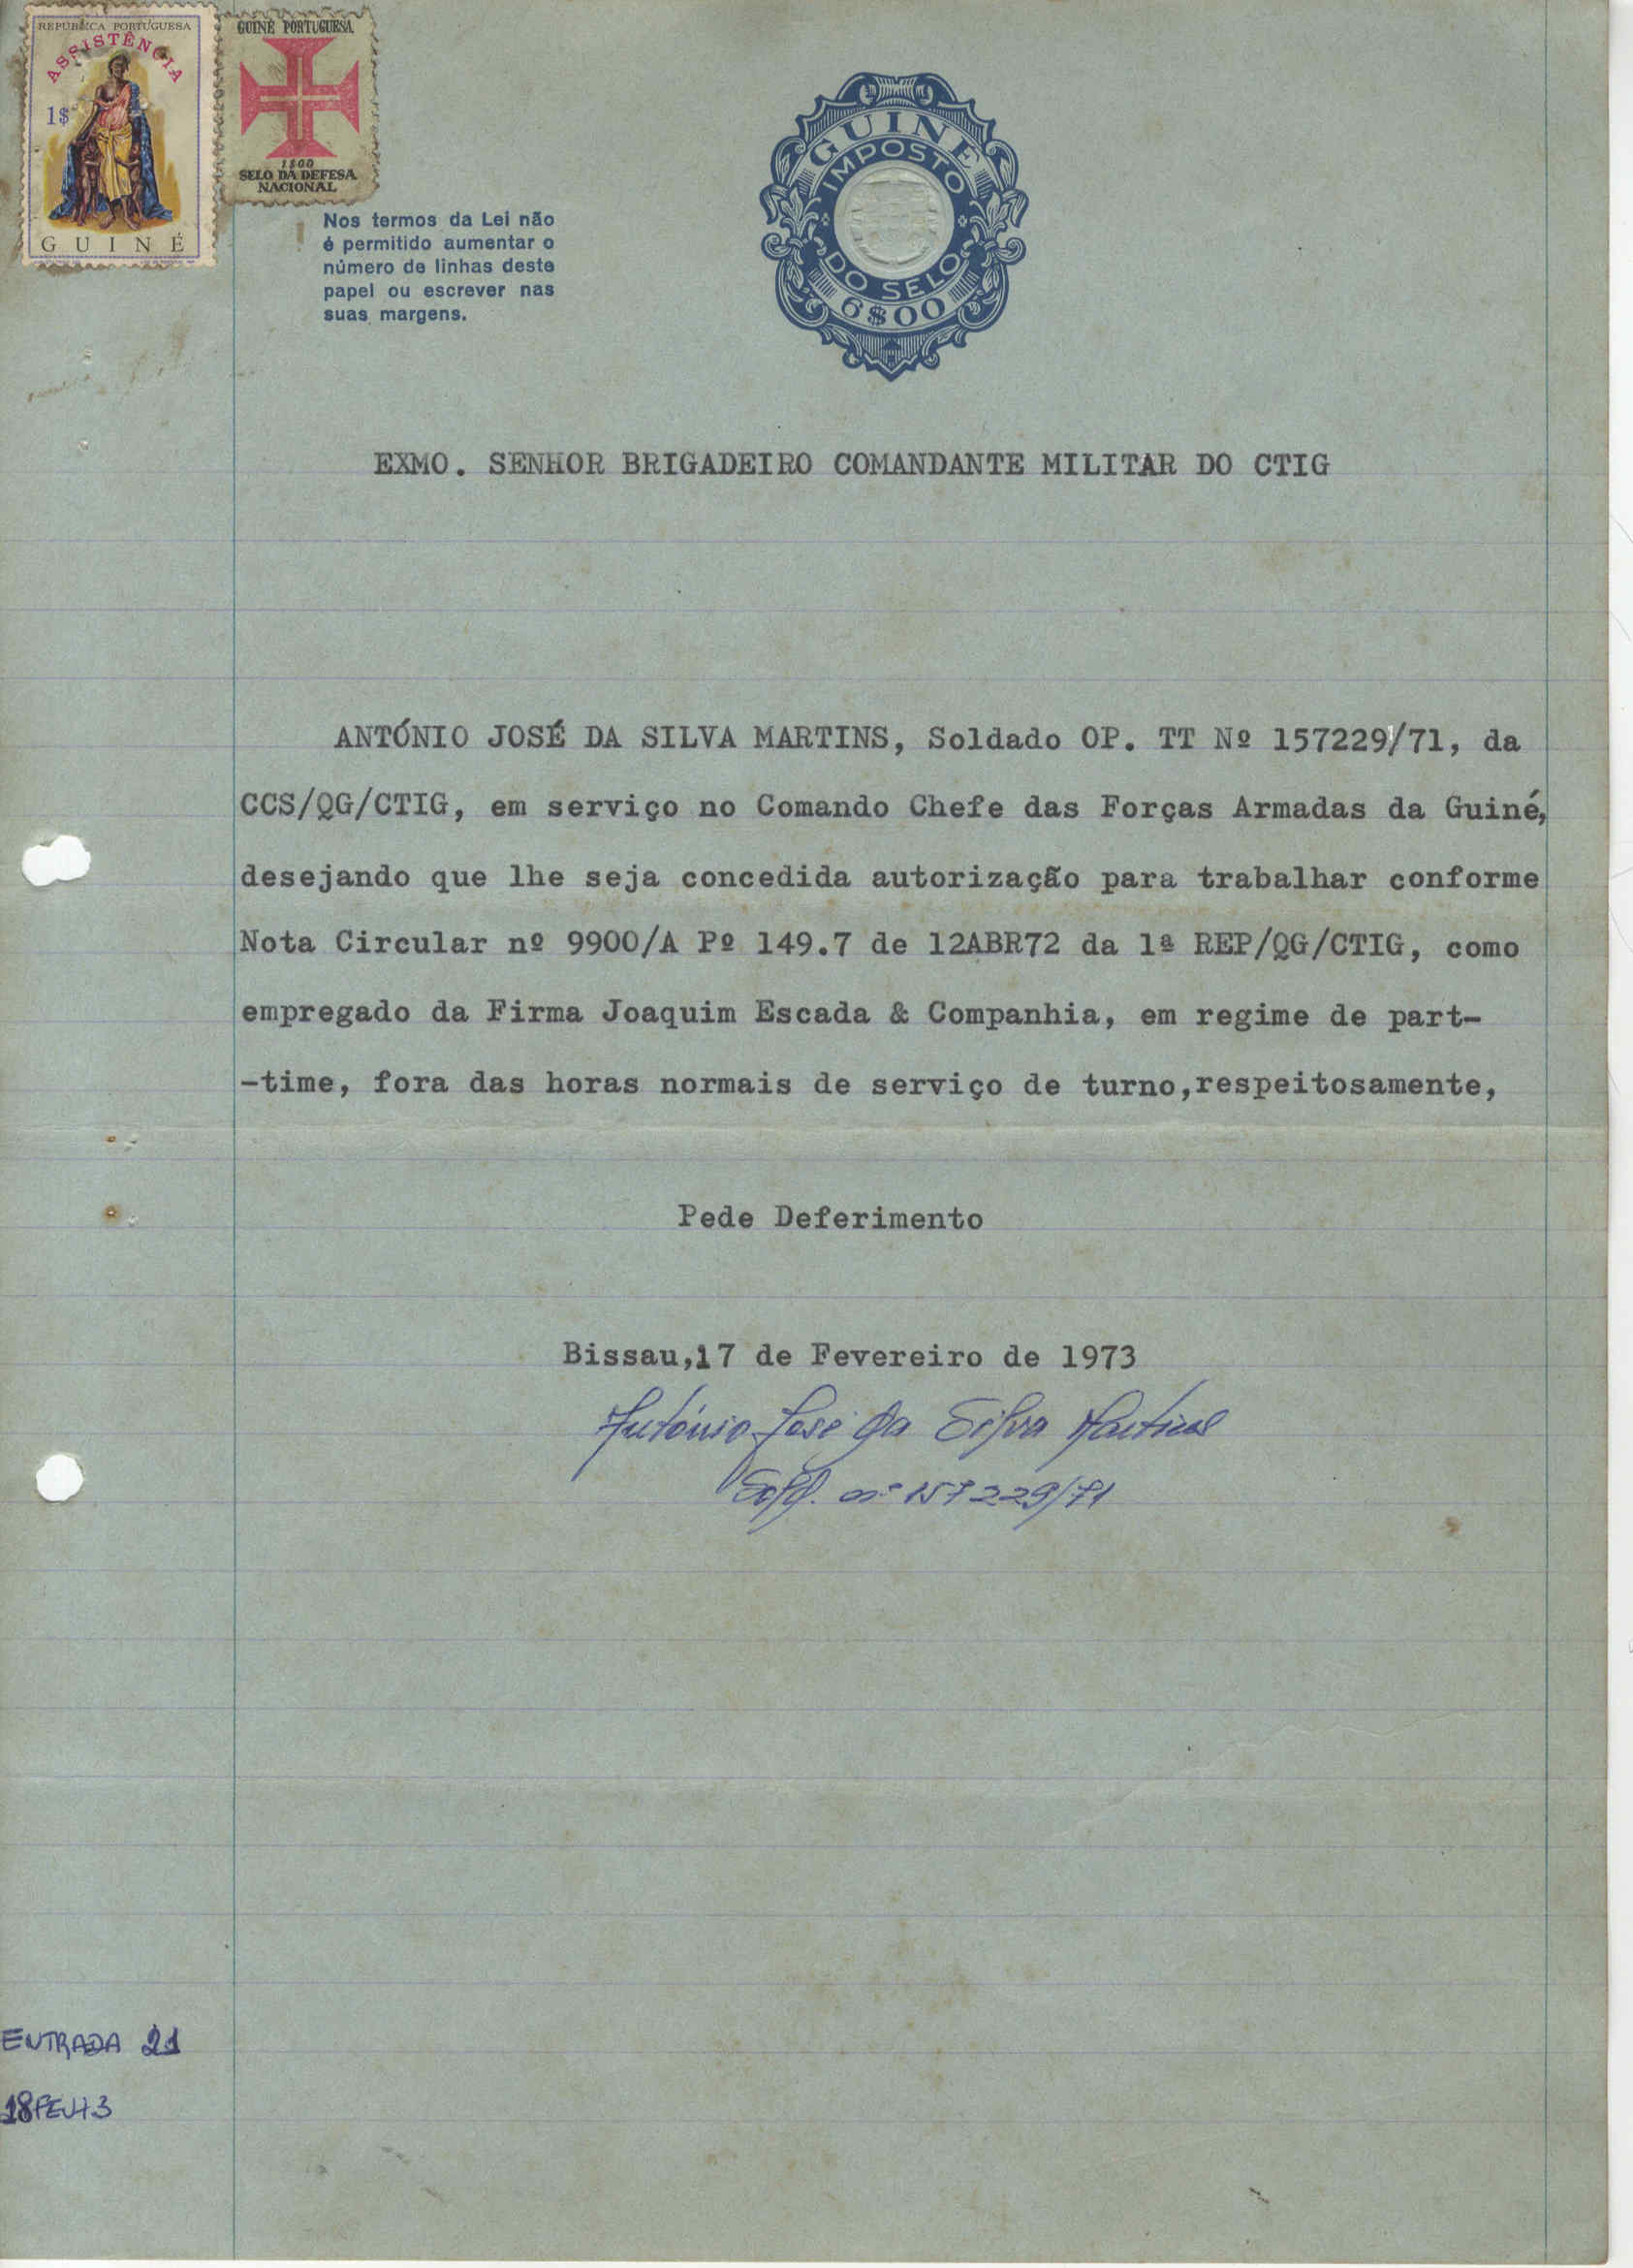 REPÚBLICA PORTUGUESA
ASSISTÊNCIA
1$
GUINÉ
GUINÉ PORTUGUESA
1$00
SELO DA DEFESA
NACIONAL
Nos termos da Lei não
é permitido aumentar o
número de linhas deste
papel ou escrever nas
suas margens.
GUINÉ
IMPOSTO
DO SELO
6$00
EXMO. SENHOR BRIGADEIRO COMANDANTE MILITAR DO CTIG
ANTÓNIO JOSÉ DA SILVA MARTINS, Soldado OP. TT Nº 157229/71, da
CCS/QG/CTIG, em serviço no Comando Chefe das Forças Armadas da Guiné,
desejando que lhe seja concedida autorização para trabalhar conforme
Nota Circular nº 9900/A Pº 149.7 de 12ABR72 da 1ª REP/QG/CTIG, como
empregado da Firma Joaquim Escada & Companhia, em regime de part-
-time, fora das horas normais de serviço de turno,respeitosamente,
Pede Deferimento
Bissau,17 de Fevereiro de 1973
António José da Silva Martins
Sold. nº 157229/71
ENTRADA 21
18FEV73